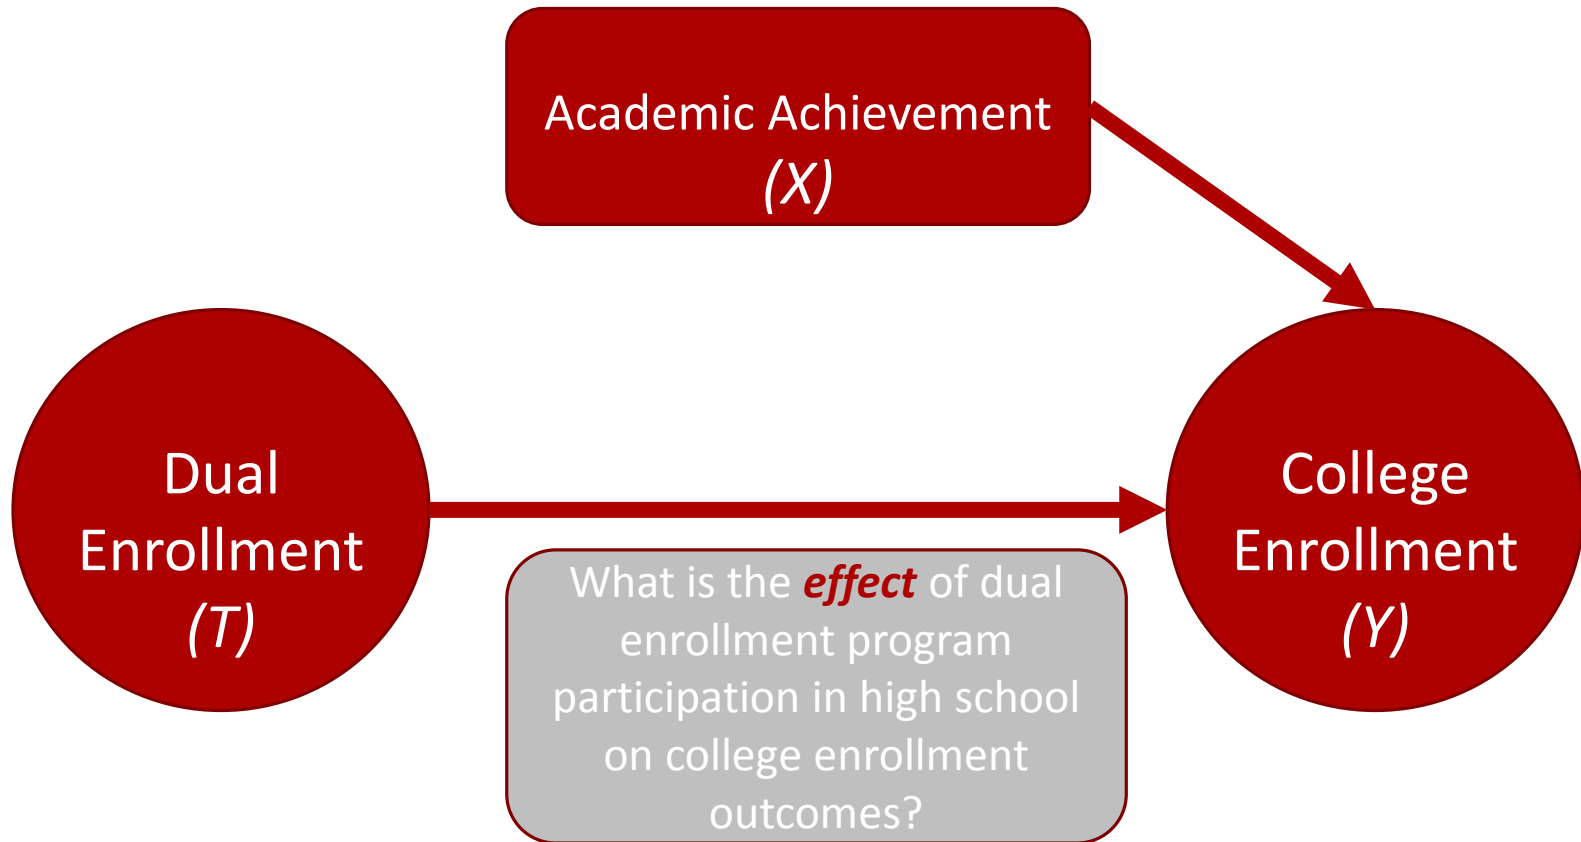 Academic Achievement
(X)
Dual
Enrollment
(T)
College
Enrollment
(Y)
What is the effect of dual
enrollment program
participation in high school
on college enrollment
outcomes?